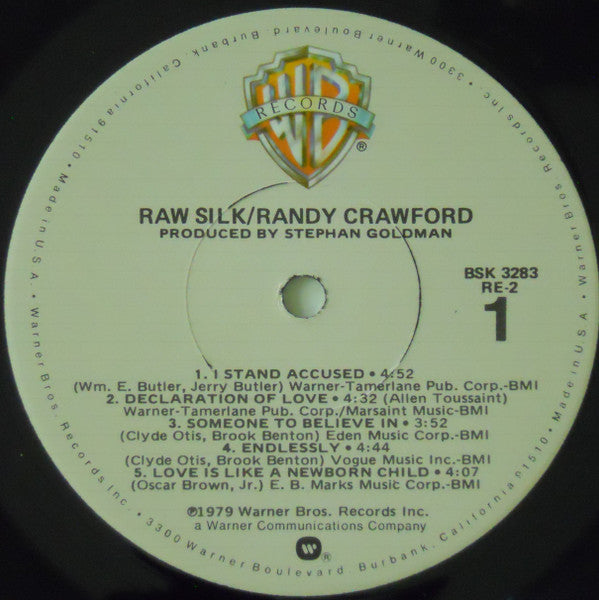 3300 Warner Boulevard, Burbank, California 91510 • Made in U.S.A. • Warner Bros. Records Inc. • 3300 Warner Boulevard, Burbank, California 91510 • Made in U.S.A. • Warner Bros. Records Inc. •
WB
RECORDS
®
RAW SILK/RANDY CRAWFORD
PRODUCED BY STEPHAN GOLDMAN
BSK 3283
RE-2
1
1. I STAND ACCUSED • 4:52
(Wm. E. Butler, Jerry Butler) Warner-Tamerlane Pub. Corp.-BMI
2. DECLARATION OF LOVE • 4:32 (Allen Toussaint)
Warner-Tamerlane Pub. Corp./Marsaint Music-BMI
3. SOMEONE TO BELIEVE IN • 3:52
(Clyde Otis, Brook Benton) Eden Music Corp.-BMI
4. ENDLESSLY • 4:44
(Clyde Otis, Brook Benton) Vogue Music Inc.-BMI
5. LOVE IS LIKE A NEWBORN CHILD • 4:07
(Oscar Brown, Jr.) E. B. Marks Music Corp.-BMI
℗1979 Warner Bros. Records Inc.
a Warner Communications Company
®